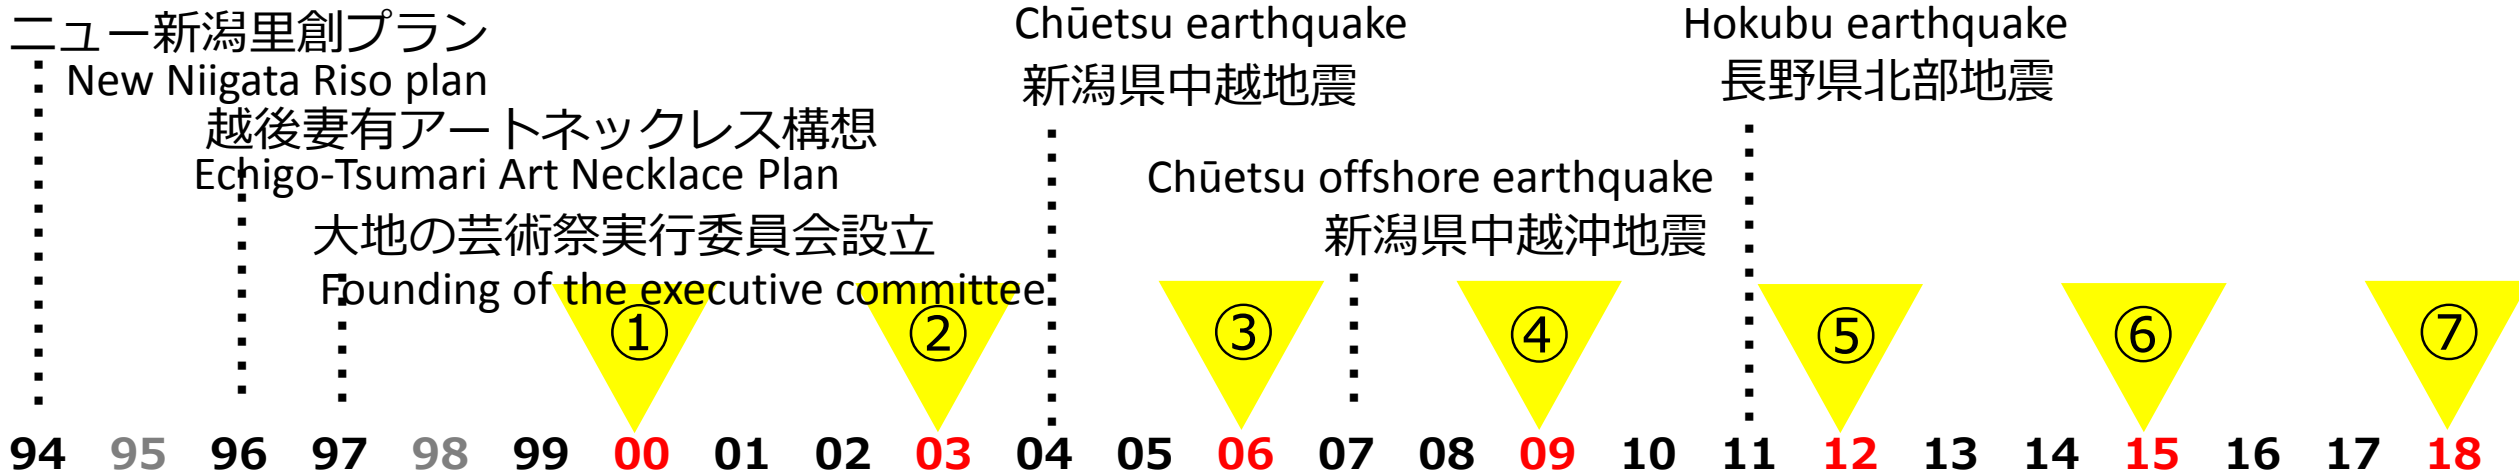 ニュー新潟里創プラン
New Niigata Riso plan
越後妻有アートネックレス構想
Echigo-Tsumari Art Necklace Plan
大地の芸術祭実行委員会設立
Founding of the executive committee
Chūetsu earthquake
新潟県中越地震
Chūetsu offshore earthquake
新潟県中越沖地震
Hokubu earthquake
長野県北部地震
① ② ③ ④ ⑤ ⑥ ⑦
94 95 96 97 98 99 00 01 02 03 04 05 06 07 08 09 10 11 12 13 14 15 16 17 18